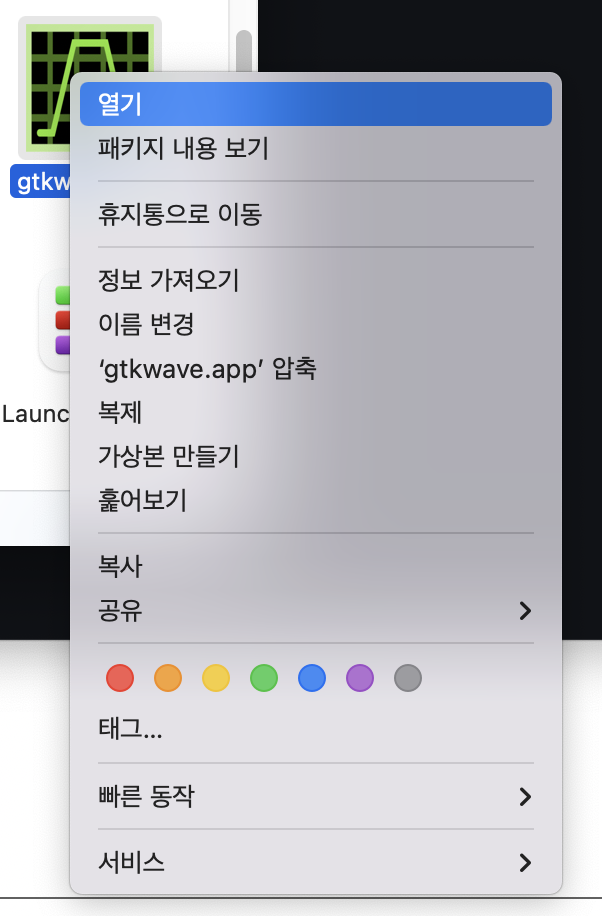 열기
gtkw
패키지 내용 보기
휴지통으로 이동
정보 가져오기
이름 변경
‘gtkwave.app’ 압축
복제
Launc
가상본 만들기
훑어보기
복사
공유
태그...
빠른 동작
서비스